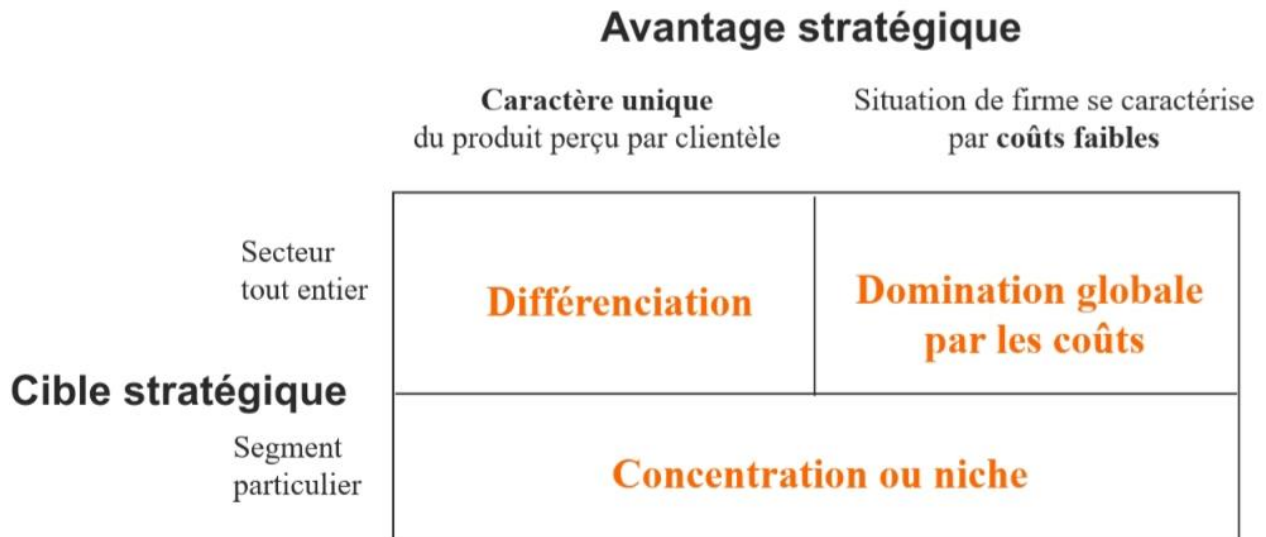 Avantage stratégique
Caractère unique
du produit perçu par clientèle
Situation de firme se caractérise
par coûts faibles
Secteur
tout entier
Différenciation
Domination globale
par les coûts
Cible stratégique
Segment
particulier
Concentration ou niche